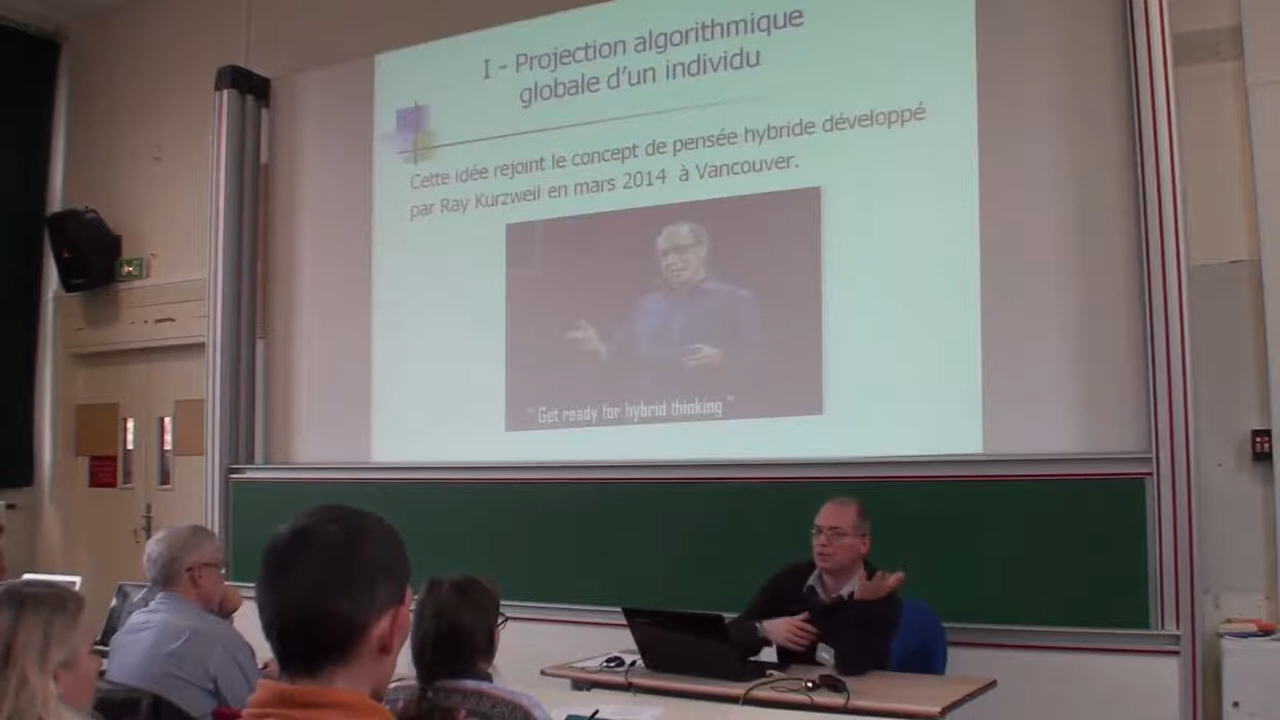 I - Projection algorithmique
globale d'un individu
Cette idée rejoint le concept de pensée hybride développé
par Ray Kurzweil en mars 2014 à Vancouver.
" Get ready for hybrid thinking "